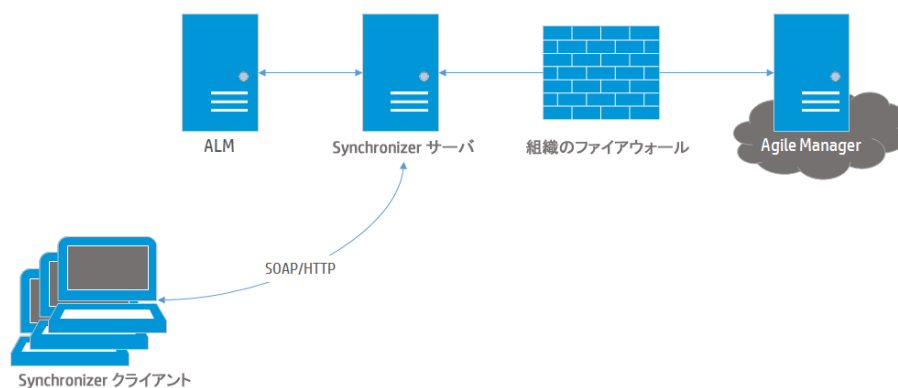 ALM
Synchronizer サーバ
組織のファイアウォール
Agile Manager
SOAP/HTTP
Synchronizer クライアント